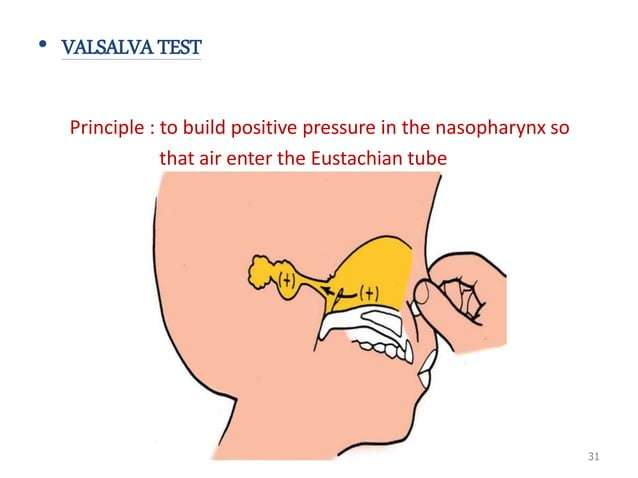 • VALSALVA TEST
Principle : to build positive pressure in the nasopharynx so
that air enter the Eustachian tube
(+)
(+)
31